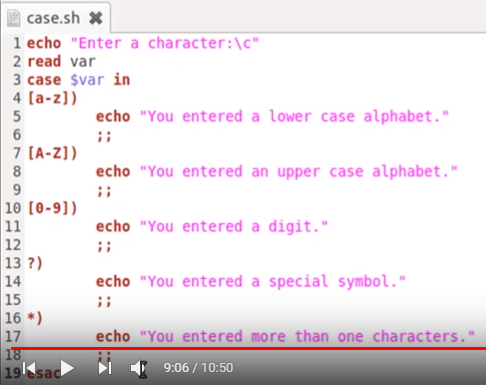 case.sh
1 echo "Enter a character:\c"
2 read var
3 case $var in
4 [a-z])
5 echo "You entered a lower case alphabet."
6 ;;
7 [A-Z])
8 echo "You entered an upper case alphabet."
9 ;;
10 [0-9])
11 echo "You entered a digit."
12 ;;
13 ?)
14 echo "You entered a special symbol."
15 ;;
16 *)
17 echo "You entered more than one characters."
18 ;;
19 esac
9:06 / 10:50